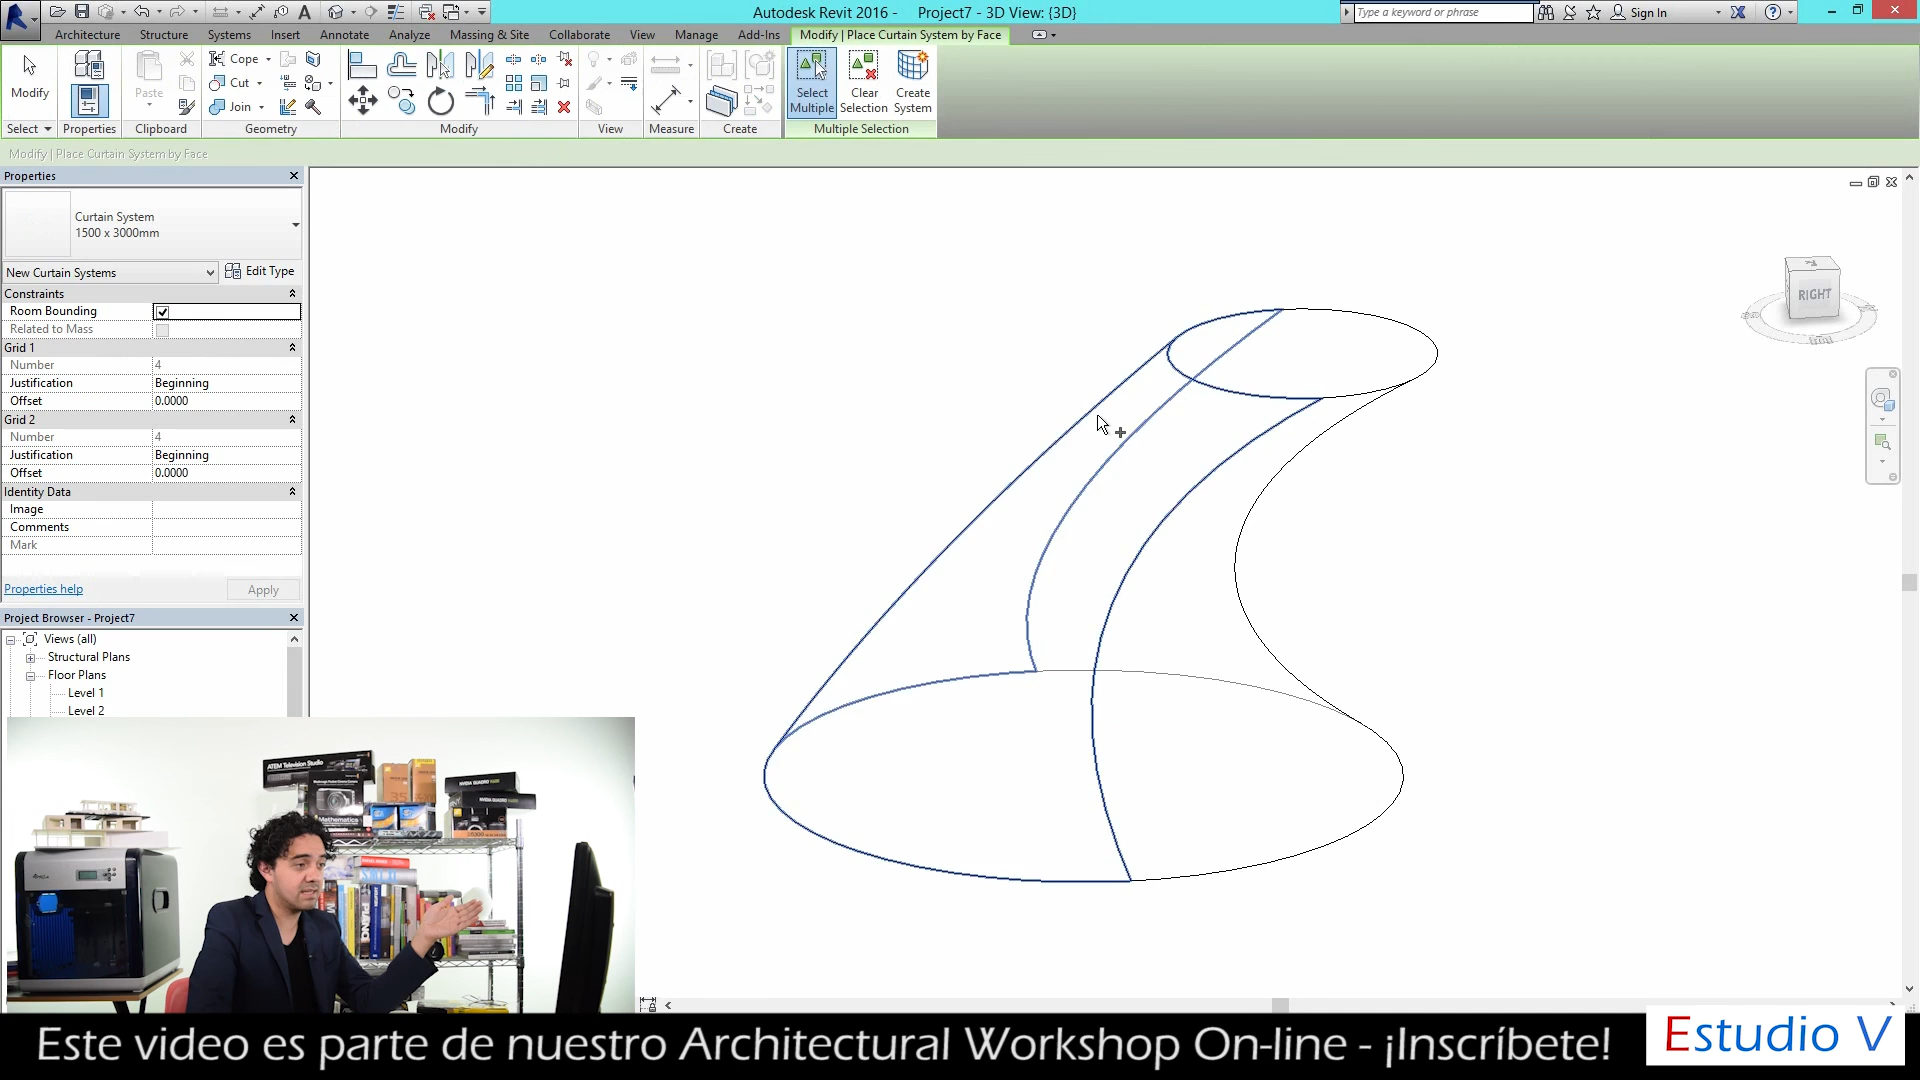 Autodesk Revit 2016 - Project7 - 3D View: {3D}
Type a keyword or phrase
Sign In
Architecture Structure Systems Insert Annotate Analyze Massing & Site Collaborate View Manage Add-Ins Modify | Place Curtain System by Face
Modify
Paste
Cope
Cut
Join
Select Multiple
Clear Selection
Create System
Select Properties Clipboard Geometry Modify View Measure Create Multiple Selection
Modify | Place Curtain System by Face
Properties
Curtain System
1500 x 3000mm
New Curtain Systems Edit Type
Constraints
Room Bounding
Related to Mass
Grid 1
Number 4
Justification Beginning
Offset 0.0000
Grid 2
Number 4
Justification Beginning
Offset 0.0000
Identity Data
Image
Comments
Mark
Properties help Apply
Project Browser - Project7
Views (all)
Structural Plans
Floor Plans
Level 1
Level 2
RIGHT
ATEM Television Studio
Mathematica
Este video es parte de nuestro Architectural Workshop On-line - ¡Inscríbete!
Estudio V